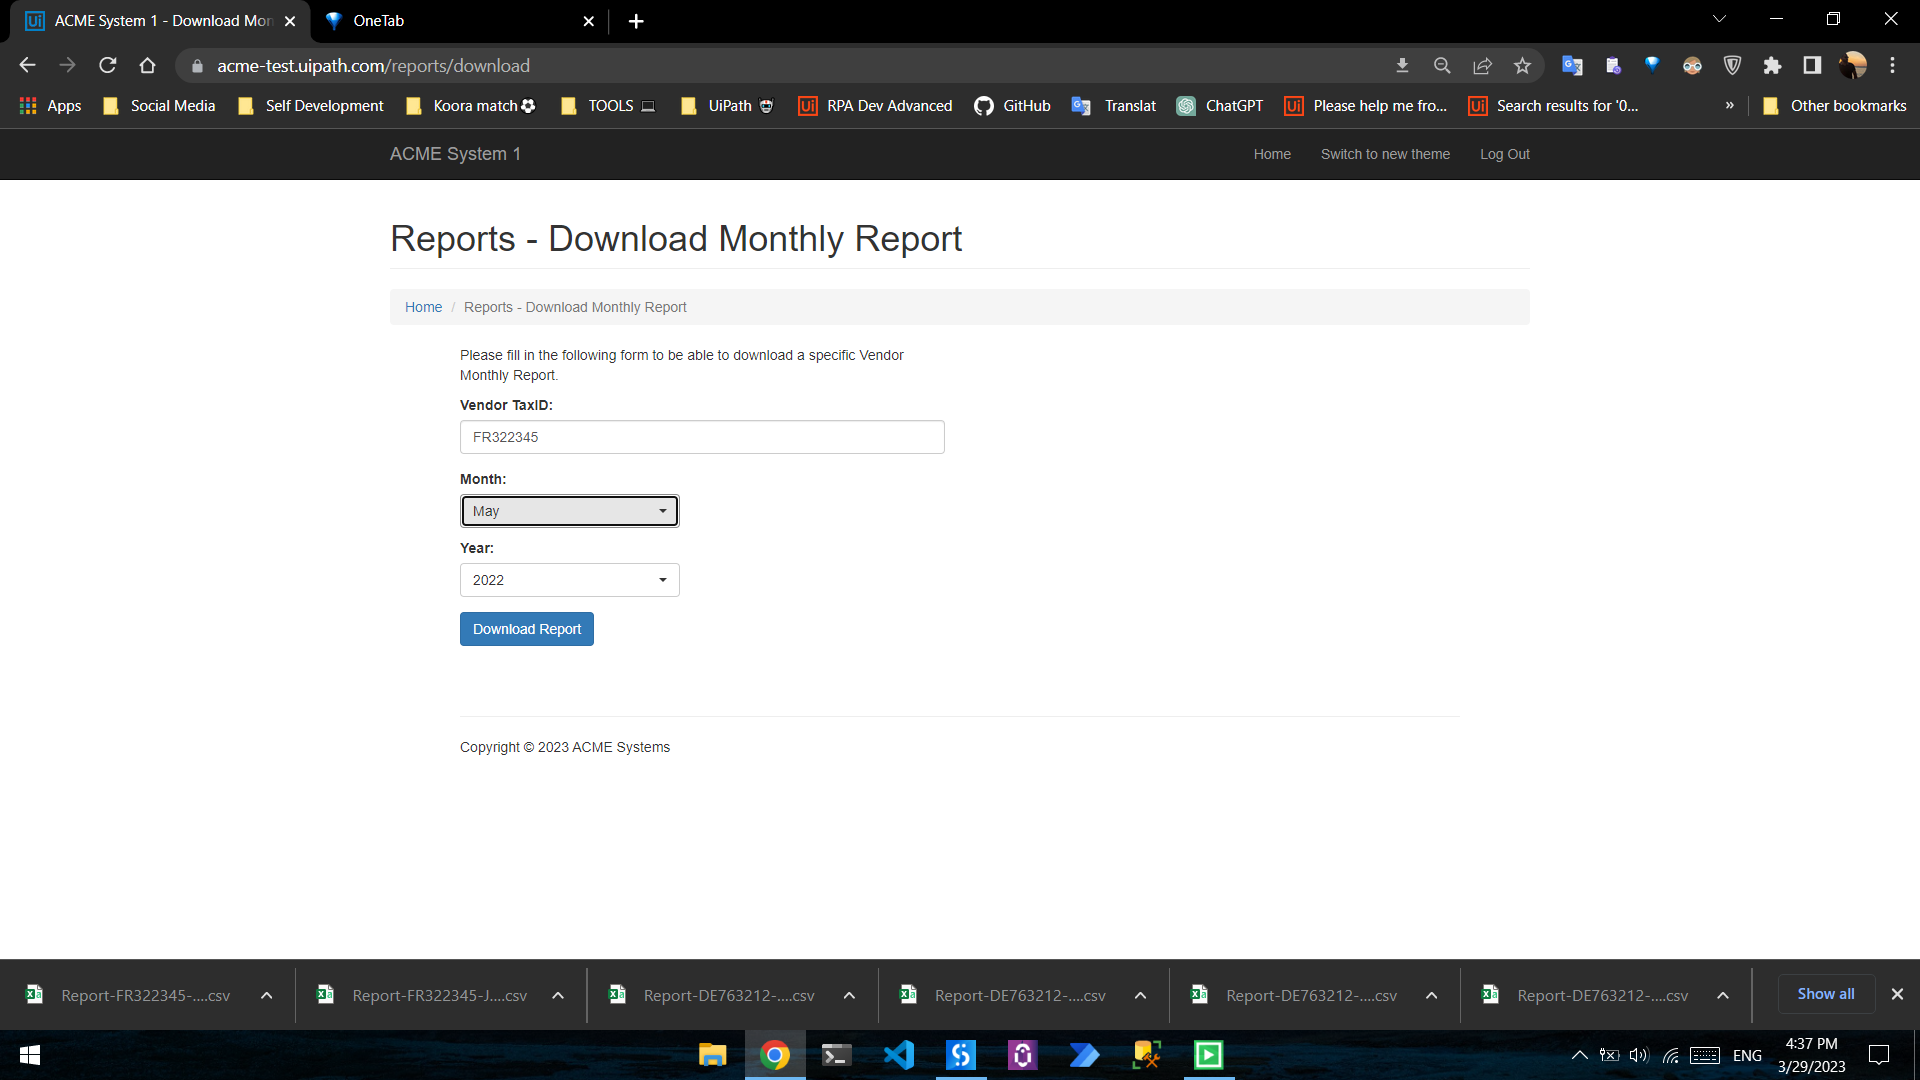 ACME System 1 - Download Mon
OneTab
acme-test.uipath.com/reports/download
Apps
Social Media
Self Development
Koora match
TOOLS
UiPath
RPA Dev Advanced
GitHub
Translat
ChatGPT
Please help me fro...
Search results for '0...
»
Other bookmarks
ACME System 1
Home
Switch to new theme
Log Out
Reports - Download Monthly Report
Home / Reports - Download Monthly Report
Please fill in the following form to be able to download a specific Vendor
Monthly Report.
Vendor TaxID:
FR322345
Month:
May
Year:
2022
Download Report
Copyright © 2023 ACME Systems
Report-FR322345-....csv
Report-FR322345-J....csv
Report-DE763212-....csv
Report-DE763212-....csv
Report-DE763212-....csv
Report-DE763212-....csv
Show all
ENG
4:37 PM
3/29/2023